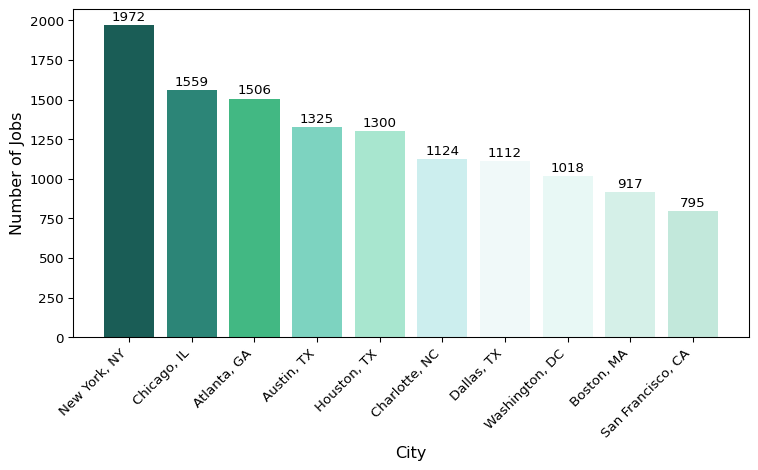 Number of Jobs
2000
1750
1500
1250
1000
750
500
250
0
1972
1559
1506
1325
1300
1124
1112
1018
917
795
New York, NY
Chicago, IL
Atlanta, GA
Austin, TX
Houston, TX
Charlotte, NC
Dallas, TX
Washington, DC
Boston, MA
San Francisco, CA
City